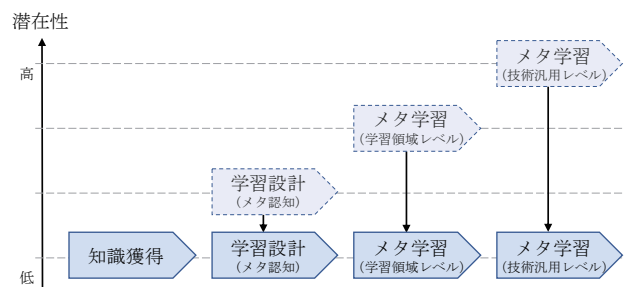 潜在性
高
メタ学習
(技術汎用レベル)
メタ学習
(学習領域レベル)
学習設計
(メタ認知)
知識獲得
学習設計
(メタ認知)
メタ学習
(学習領域レベル)
メタ学習
(技術汎用レベル)
低